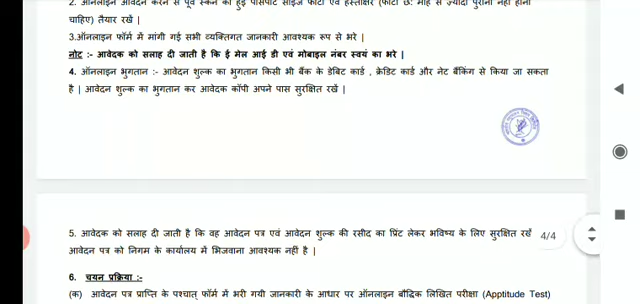 2. ऑनलाइन आवेदन करने से पूर्व स्कैन की हुई पासपोर्ट साइज फोटो एवं हस्ताक्षर (फोटो छः माह से ज्यादा पुरानी नहीं होनी
चाहिए) तैयार रखें |
3.ऑनलाइन फॉर्म में मांगी गई सभी व्यक्तिगत जानकारी आवश्यक रूप से भरे |
नोट :- आवेदक को सलाह दी जाती है कि ई मेल आई डी एवं मोबाइल नंबर स्वयं का भरे |
4. ऑनलाइन भुगतान :- आवेदन शुल्क का भुगतान किसी भी बैंक के डेबिट कार्ड , क्रेडिट कार्ड और नेट बैंकिंग से किया जा सकता
है | आवेदन शुल्क का भुगतान कर आवेदक कॉपी अपने पास सुरक्षित रखें |
5. आवेदक को सलाह दी जाती है कि वह आवेदन पत्र एवं आवेदन शुल्क की रसीद का प्रिंट लेकर भविष्य के लिए सुरक्षित रखें
4/4
आवेदन पत्र को निगम के कार्यालय में भिजवाना आवश्यक नहीं है |
6. चयन प्रक्रिया :-
(क) आवेदन पत्र प्राप्ति के पश्चात् फॉर्म में भरी गयी जानकारी के आधार पर ऑनलाइन बौद्धिक लिखित परीक्षा (Apptitude Test)